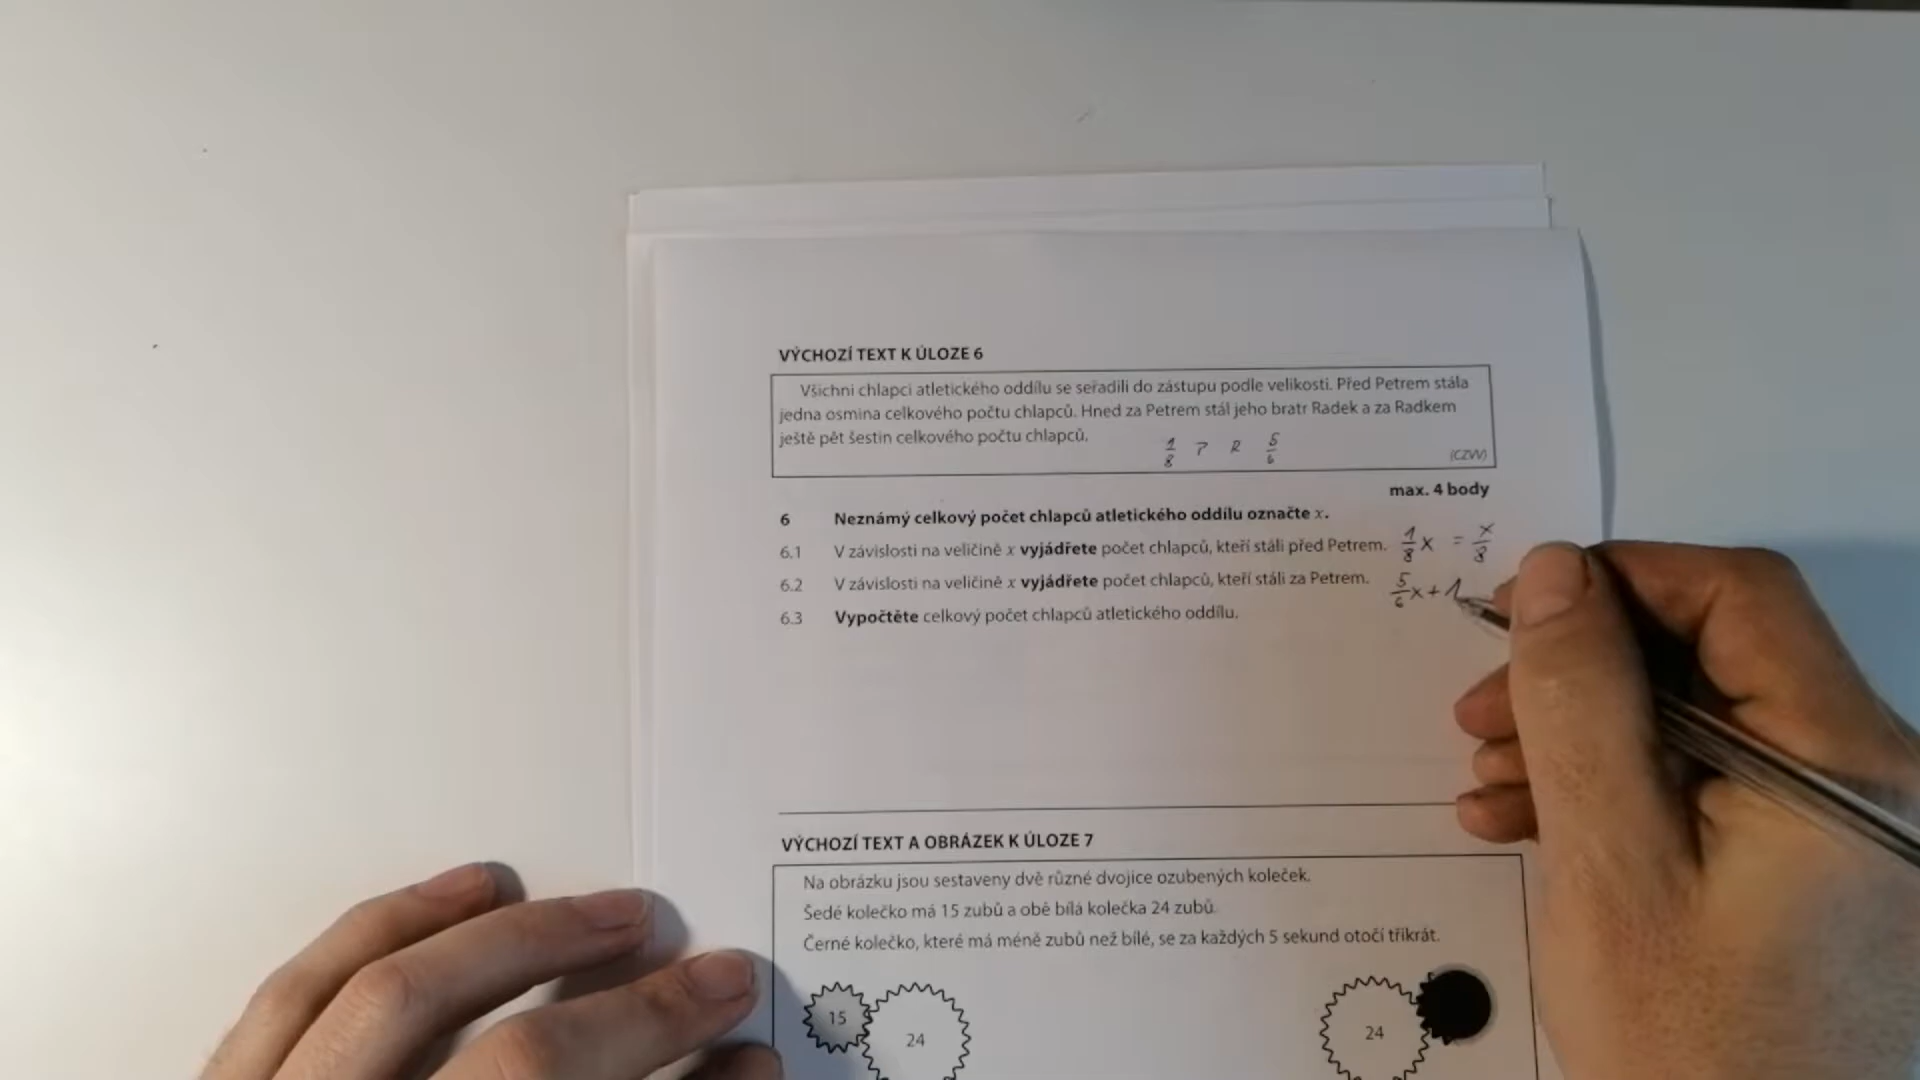 VÝCHOZÍ TEXT K ÚLOZE 6
Všichni chlapci atletického oddílu se seřadili do zástupu podle velikosti. Před Petrem stála
jedna osmina celkového počtu chlapců. Hned za Petrem stál jeho bratr Radek a za Radkem
ještě pět šestin celkového počtu chlapců.
1/8 P R 5/6
(CZVV)
max. 4 body
6 Neznámý celkový počet chlapců atletického oddílu označte x.
6.1 V závislosti na veličině x vyjádřete počet chlapců, kteří stáli před Petrem. 1/8 x = x/8
6.2 V závislosti na veličině x vyjádřete počet chlapců, kteří stáli za Petrem. 5/6 x + 1
6.3 Vypočtěte celkový počet chlapců atletického oddílu.
VÝCHOZÍ TEXT A OBRÁZEK K ÚLOZE 7
Na obrázku jsou sestaveny dvě různé dvojice ozubených koleček.
Šedé kolečko má 15 zubů a obě bílá kolečka 24 zubů.
Černé kolečko, které má méně zubů než bílé, se za každých 5 sekund otočí třikrát.
15 24 24